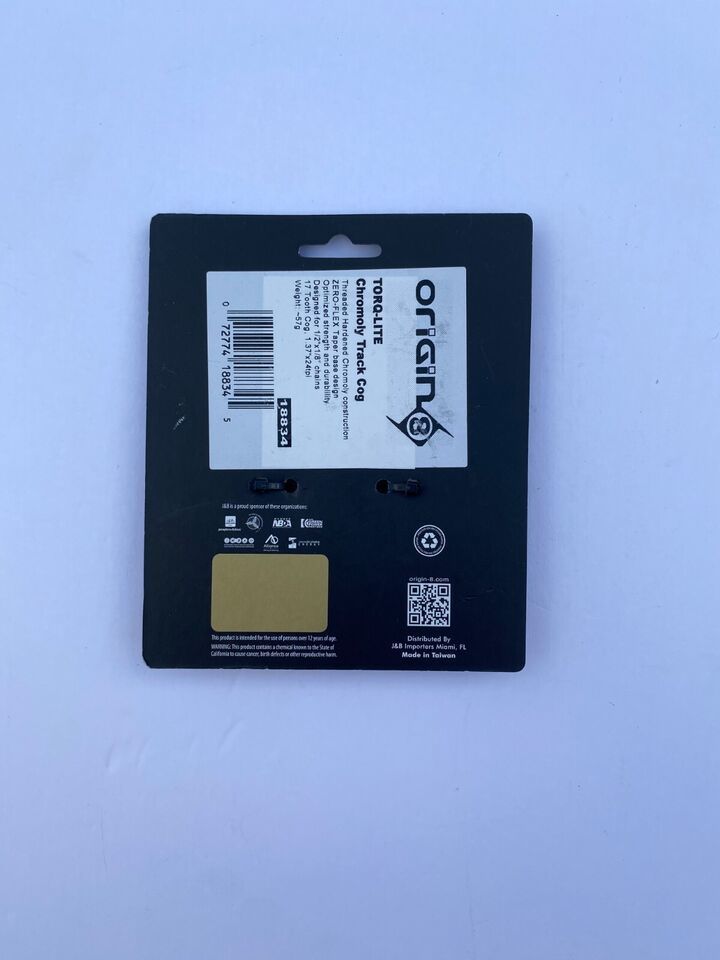 Origin8
TORQ-LITE
Chromoly Track Cog
Threaded Hardened Chromoly construction
ZERO-FLEX Taper base design
Optimized strength and durability
Designed for 1/2"x1/8" chains
17 Tooth Cog, 1.37"x24tpi
Weight: ~57g
18834
0 72774 18834 5
J&B is a proud sponsor of these organizations:
This product is intended for the use of persons over 12 years of age.
WARNING: This product contains a chemical known to the State of
California to cause cancer, birth defects or other reproductive harm.
origin-8.com
Distributed By
J&B Importers Miami, FL
Made in Taiwan